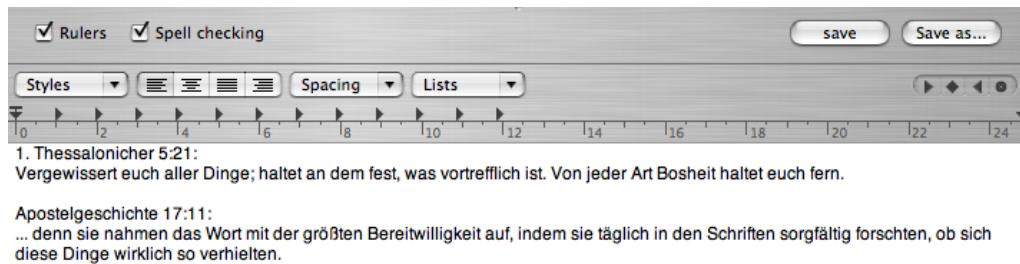 Rulers Spell checking save Save as...
Styles Spacing Lists
0 2 4 6 8 10 12 14 16 18 20 22 24
1. Thessalonicher 5:21:
Vergewissert euch aller Dinge; haltet an dem fest, was vortrefflich ist. Von jeder Art Bosheit haltet euch fern.
Apostelgeschichte 17:11:
... denn sie nahmen das Wort mit der größten Bereitwilligkeit auf, indem sie täglich in den Schriften sorgfältig forschten, ob sich
diese Dinge wirklich so verhielten.